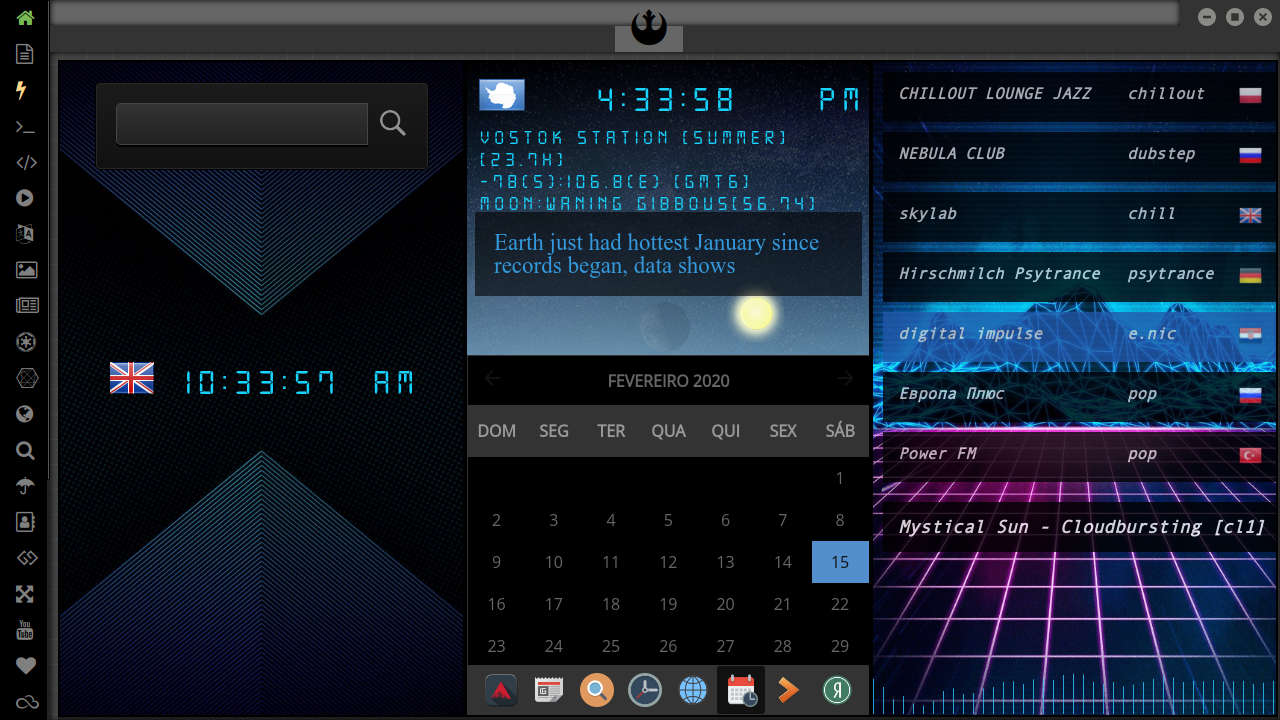 4:33:58 PM
VOSTOK STATION (SUMMER)
(23.7H)
-78(S):106.8(E) (GMT6)
MOON:WANING GIBBOUS(56.74)
Earth just had hottest January since
records began, data shows
10:33:57 AM
FEVEREIRO 2020
DOM SEG TER QUA QUI SEX SÁB
1
2 3 4 5 6 7 8
9 10 11 12 13 14 15
16 17 18 19 20 21 22
23 24 25 26 27 28 29
CHILLOUT LOUNGE JAZZ chillout
NEBULA CLUB dubstep
skylab chill
Hirschmilch Psytrance psytrance
digital impulse e.nic
Европа Плюс pop
Power FM pop
Mystical Sun - Cloudbursting [cl1]
You
Tube
Я